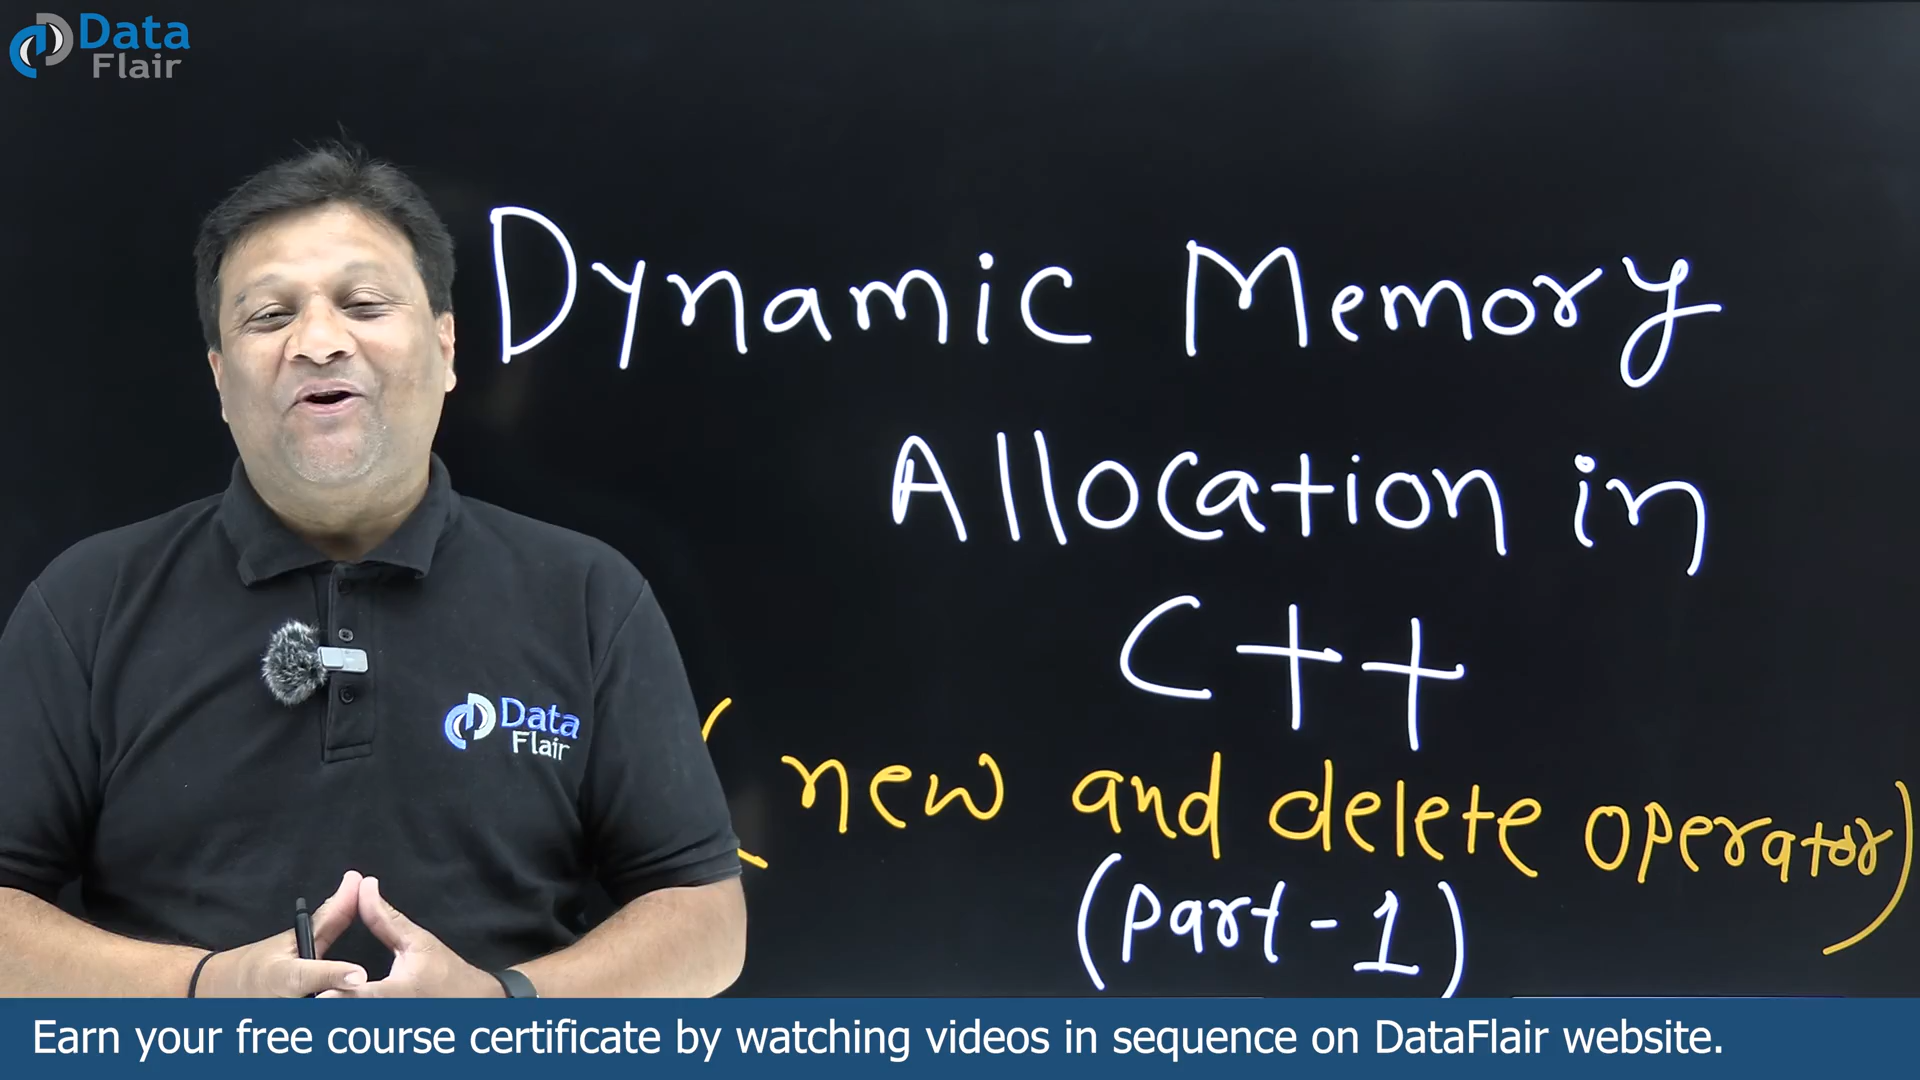 Data
Flair
Dynamic Memory
Allocation in
C++
(new and delete operator)
(Part-1)
Data
Flair
Earn your free course certificate by watching videos in sequence on DataFlair website.